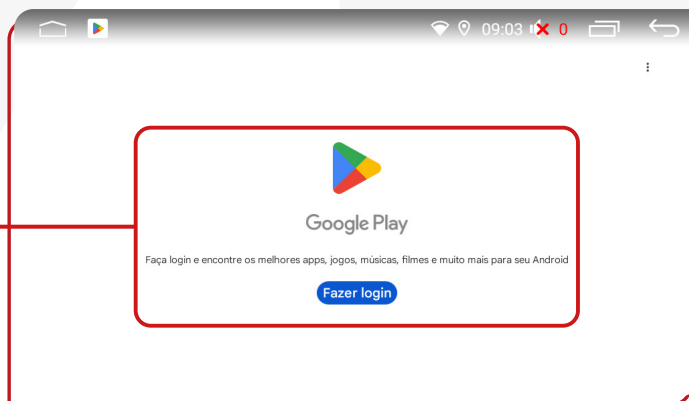 09:03 0
Google Play
Faça login e encontre os melhores apps, jogos, músicas, filmes e muito mais para seu Android
Fazer login